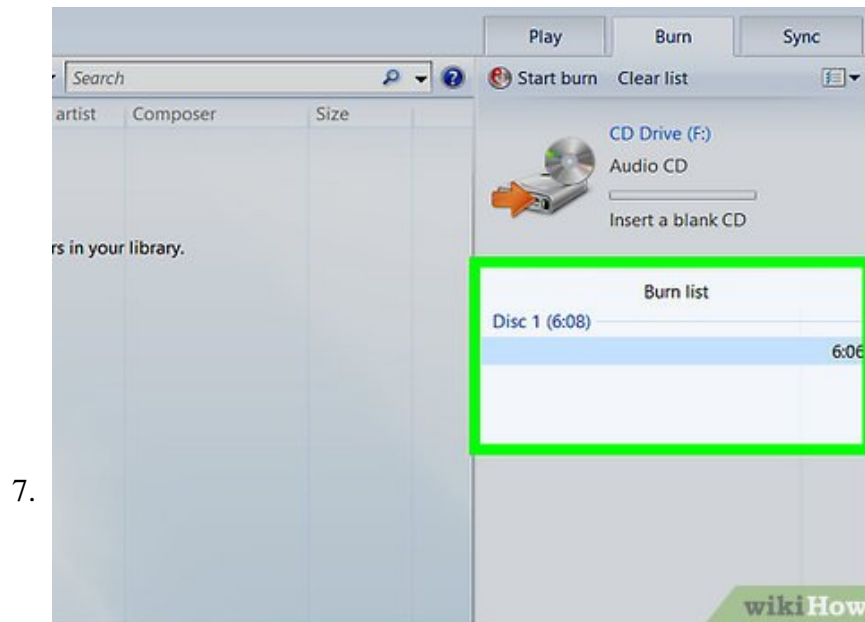 Play Burn Sync
Search
Start burn Clear list
artist Composer Size
CD Drive (F:)
Audio CD
Insert a blank CD
rs in your library.
Burn list
Disc 1 (6:08)
6:06
7.
wikiHow